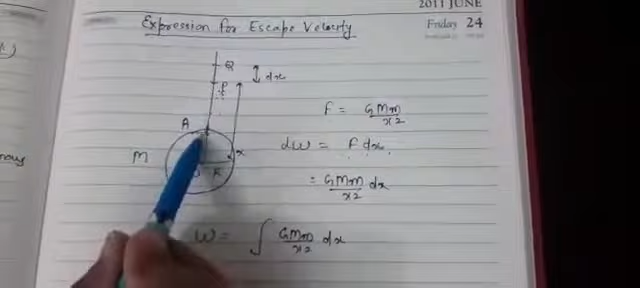 2011 JUNE
Friday 24
Expression for Escape Velocity
Q
dx
P
F = GMm/x2
A
dw = F dx
M
x
R
= GMm/x2 dx
W = ∫ GMm/x2 dx